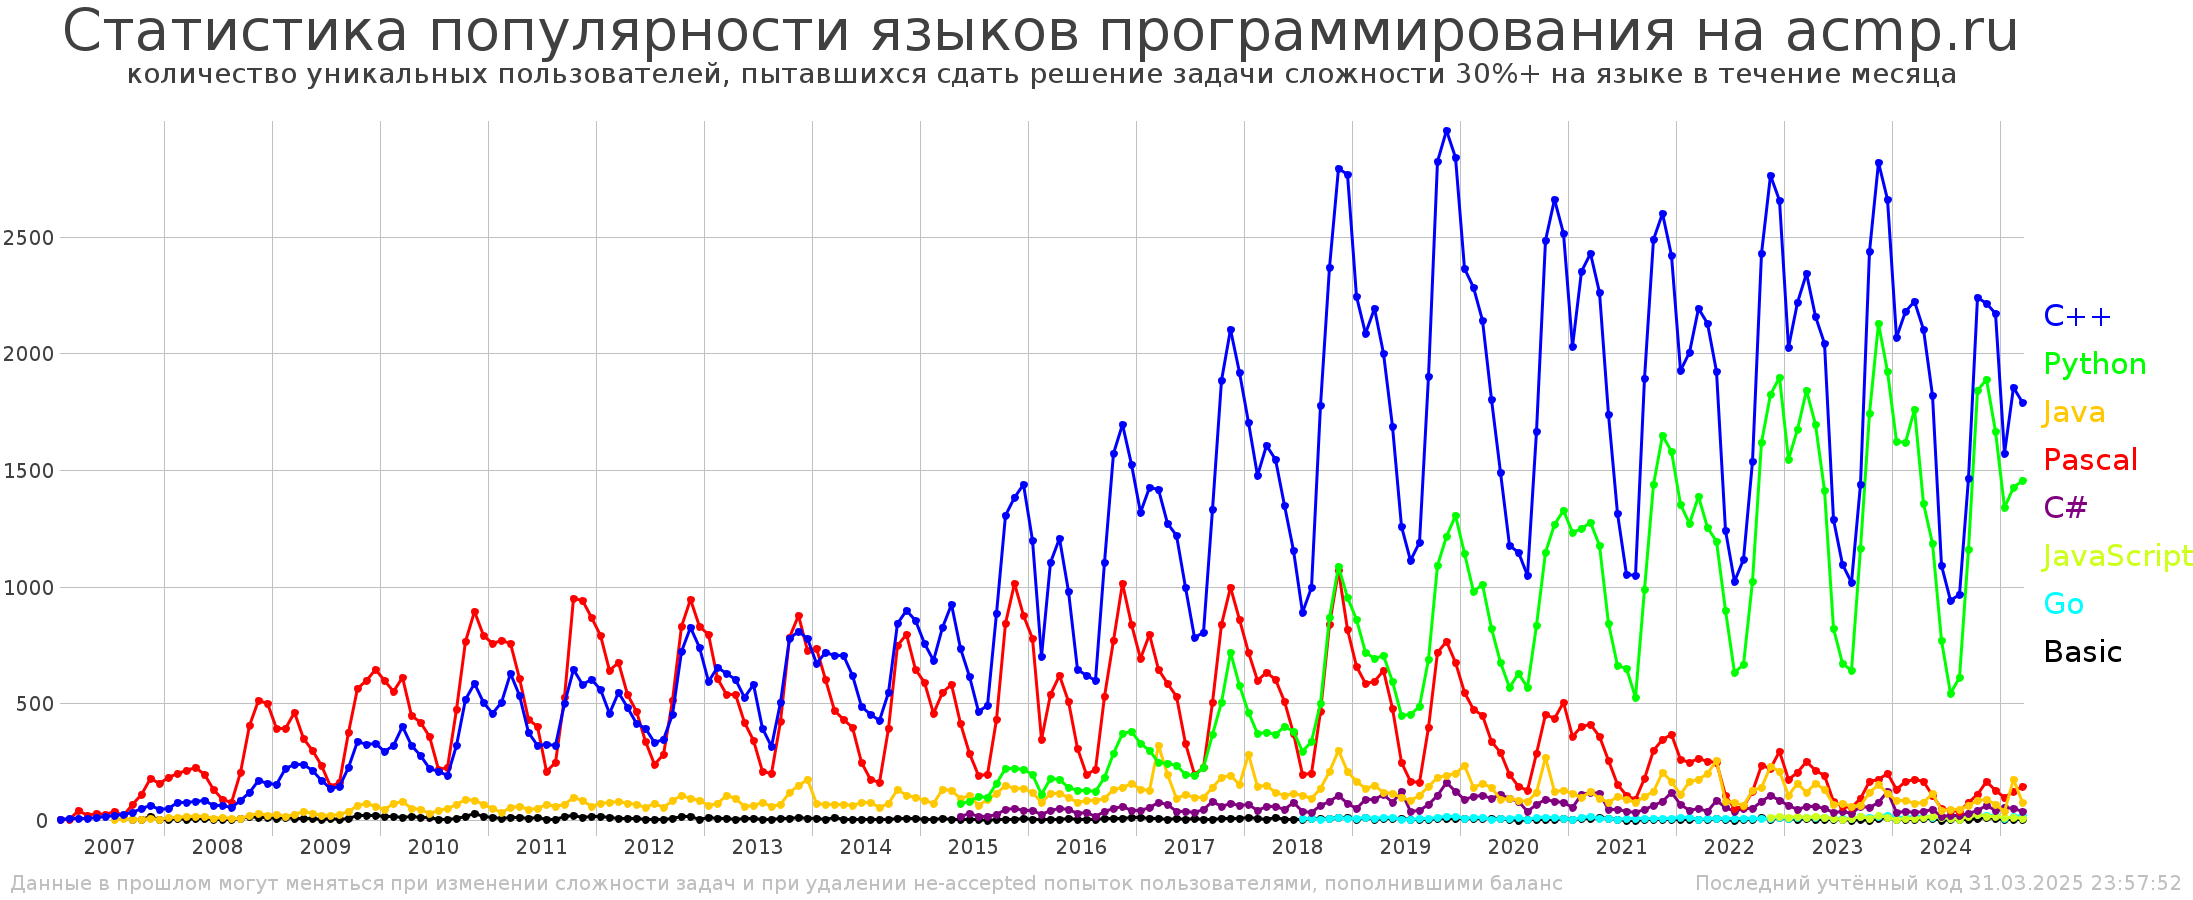 Статистика популярности языков программирования на acmp.ru
количество уникальных пользователей, пытавшихся сдать решение задачи сложности 30%+ на языке в течение месяца
2500
2000
1500
1000
500
0
C++
Python
Java
Pascal
C#
JavaScript
Go
Basic
2007 2008 2009 2010 2011 2012 2013 2014 2015 2016 2017 2018 2019 2020 2021 2022 2023 2024
Данные в прошлом могут меняться при изменении сложности задач и при удалении не-accepted попыток пользователями, пополнившими баланс
Последний учтённый код 31.03.2025 23:57:52